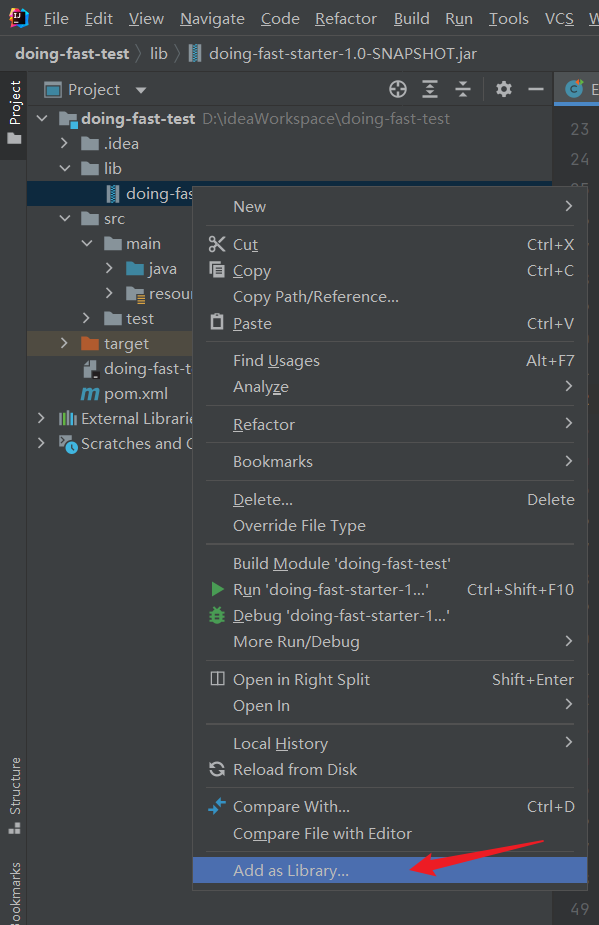 File Edit View Navigate Code Refactor Build Run Tools VCS
doing-fast-test lib doing-fast-starter-1.0-SNAPSHOT.jar
Project
Project
doing-fast-test D:\ideaWorkspace\doing-fast-test
.idea
lib
doing-fas
src
main
java
resou
test
target
doing-fast-t
pom.xml
External Librarie
Scratches and C
New
Cut Ctrl+X
Copy Ctrl+C
Copy Path/Reference...
Paste Ctrl+V
Find Usages Alt+F7
Analyze
Refactor
Bookmarks
Delete... Delete
Override File Type
Build Module 'doing-fast-test'
Run 'doing-fast-starter-1...' Ctrl+Shift+F10
Debug 'doing-fast-starter-1...'
More Run/Debug
Open in Right Split Shift+Enter
Open In
Local History
Reload from Disk
Compare With... Ctrl+D
Compare File with Editor
Add as Library...
23
24
49
Structure
Bookmarks